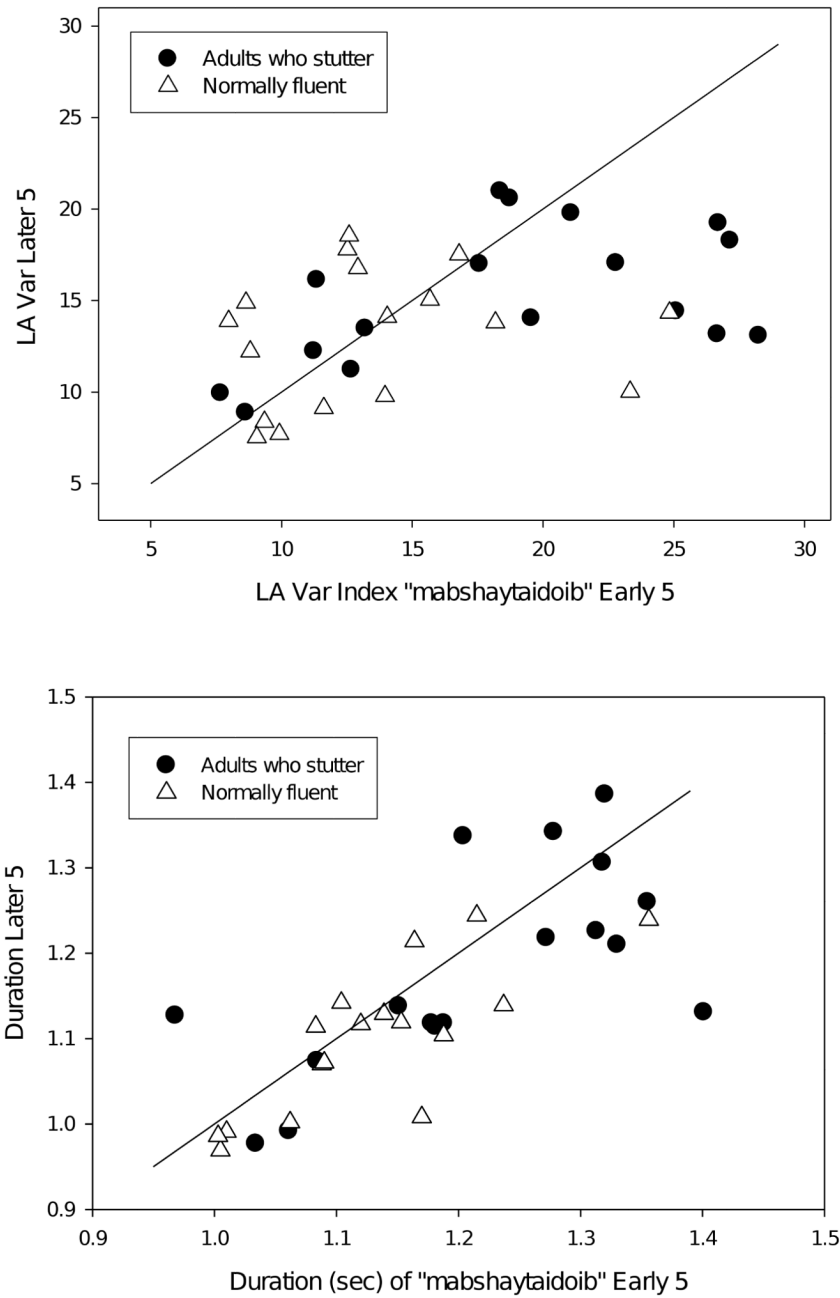 30
25
20
15
10
5
LA Var Later 5
Adults who stutter
Normally fluent
5 10 15 20 25 30
LA Var Index "mabshaytaidoib" Early 5
1.5
1.4
1.3
1.2
1.1
1.0
0.9
Duration Later 5
Adults who stutter
Normally fluent
0.9 1.0 1.1 1.2 1.3 1.4 1.5
Duration (sec) of "mabshaytaidoib" Early 5